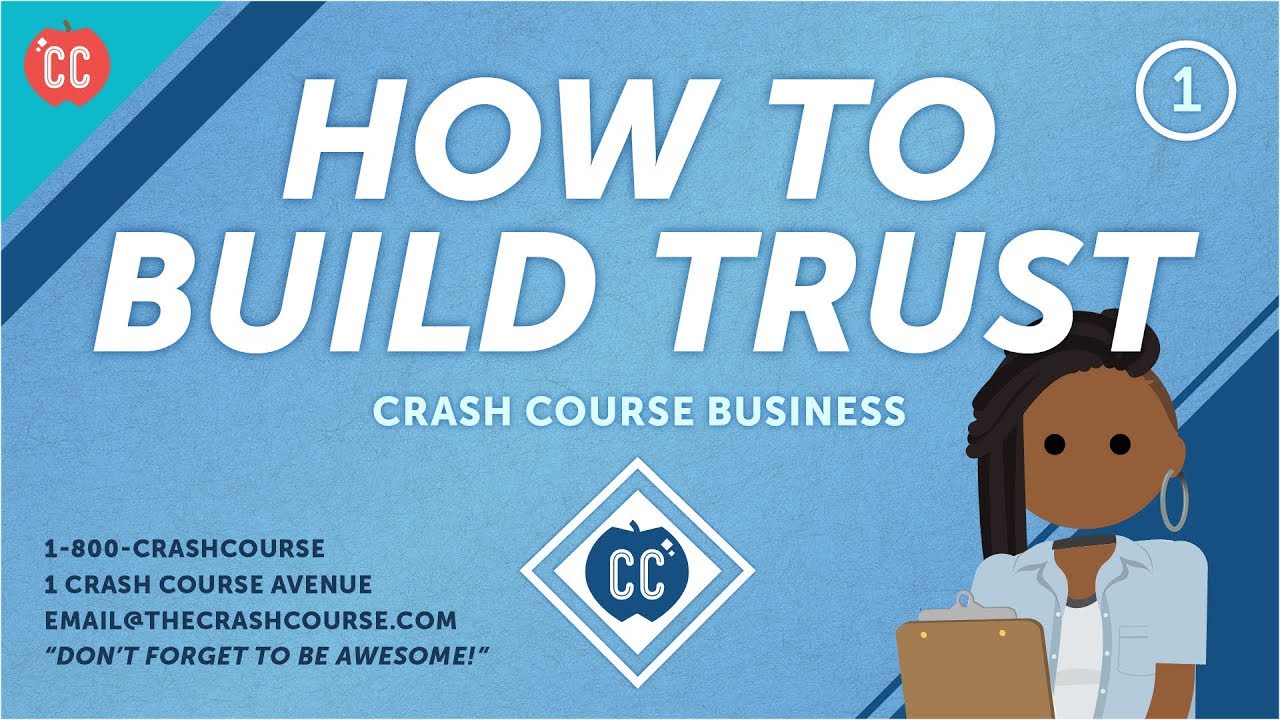 CC
1
HOW TO
BUILD TRUST
CRASH COURSE BUSINESS
1-800-CRASHCOURSE
1 CRASH COURSE AVENUE
EMAIL@THECRASHCOURSE.COM
“DON’T FORGET TO BE AWESOME!”
CC